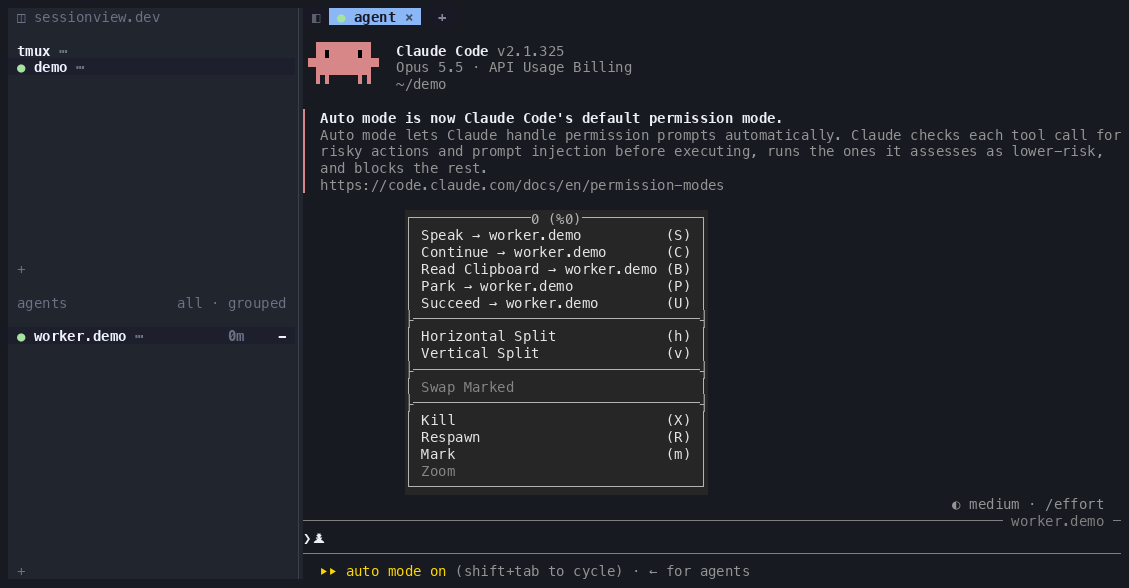 ◫ sessionview.dev
◧ ● agent × +
tmux ⋯
● demo ⋯
Claude Code v2.1.325
Opus 5.5 · API Usage Billing
~/demo
Auto mode is now Claude Code's default permission mode.
Auto mode lets Claude handle permission prompts automatically. Claude checks each tool call for
risky actions and prompt injection before executing, runs the ones it assesses as lower-risk,
and blocks the rest.
https://code.claude.com/docs/en/permission-modes
+
agents all · grouped
● worker.demo ⋯ 0m –
+
0 (%0)
Speak → worker.demo (S)
Continue → worker.demo (C)
Read Clipboard → worker.demo (B)
Park → worker.demo (P)
Succeed → worker.demo (U)
Horizontal Split (h)
Vertical Split (v)
Swap Marked
Kill (X)
Respawn (R)
Mark (m)
Zoom
◐ medium · /effort
worker.demo
❯
▸▸ auto mode on (shift+tab to cycle) · ← for agents